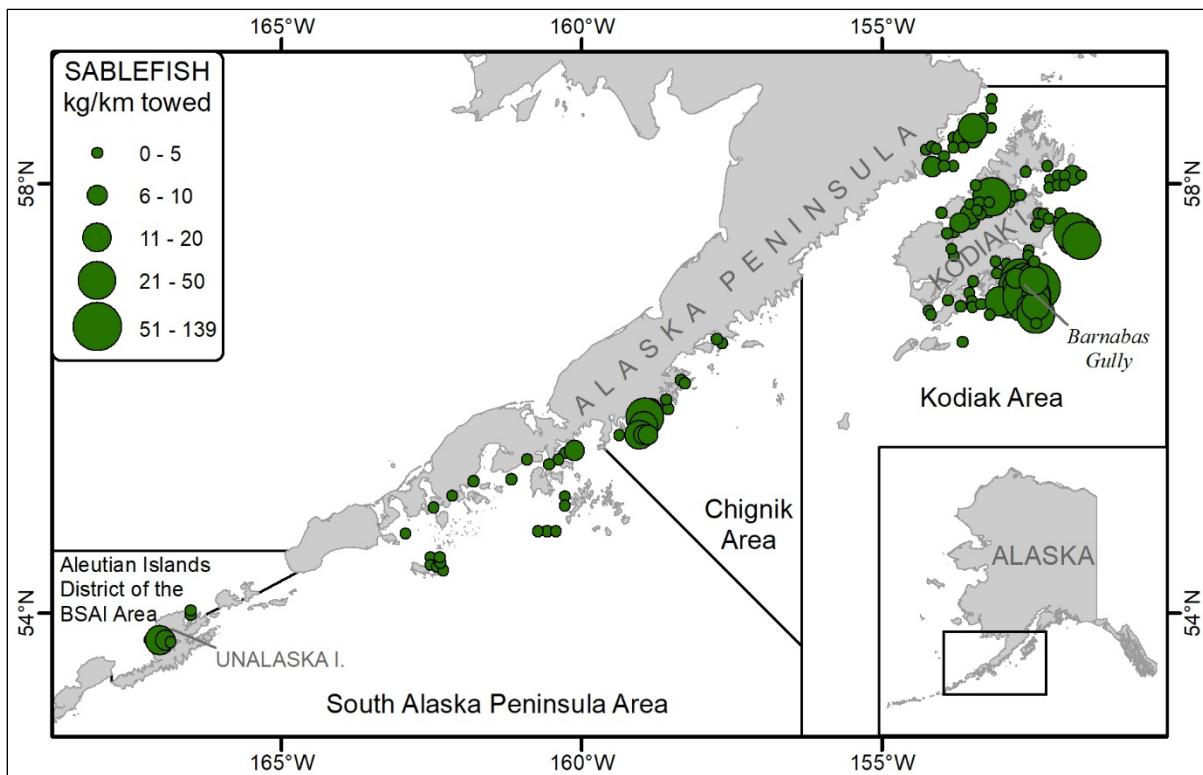 165°W 160°W 155°W
SABLEFISH
kg/km towed
0 - 5
6 - 10
11 - 20
21 - 50
51 - 139
58°N 58°N
ALASKA PENINSULA
KODIAK I.
Barnabas
Gully
Kodiak Area
Chignik
Area
ALASKA
Aleutian Islands
District of the
BSAI Area
54°N 54°N
UNALASKA I.
South Alaska Peninsula Area
165°W 160°W 155°W